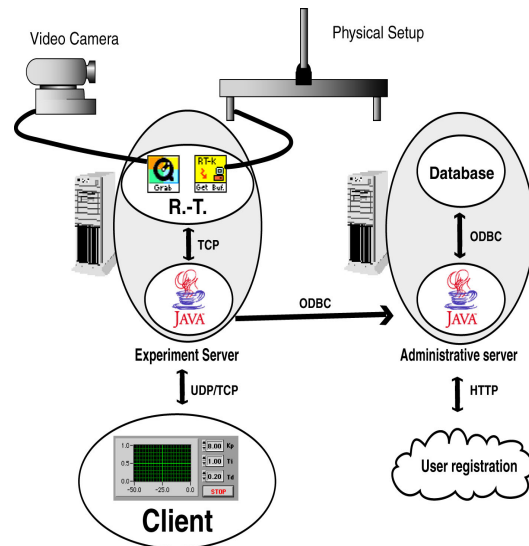 Video Camera
Physical Setup
Grab
RT-K
Get Buf.
R.-T.
TCP
JAVA
Experiment Server
ODBC
Database
ODBC
JAVA
Administrative server
UDP/TCP
HTTP
1.0-
0.5-
0.0-
-50.0 -25.0 0.0
0.00 Kp
1.00 Ti
0.20 Td
STOP
Client
User registration